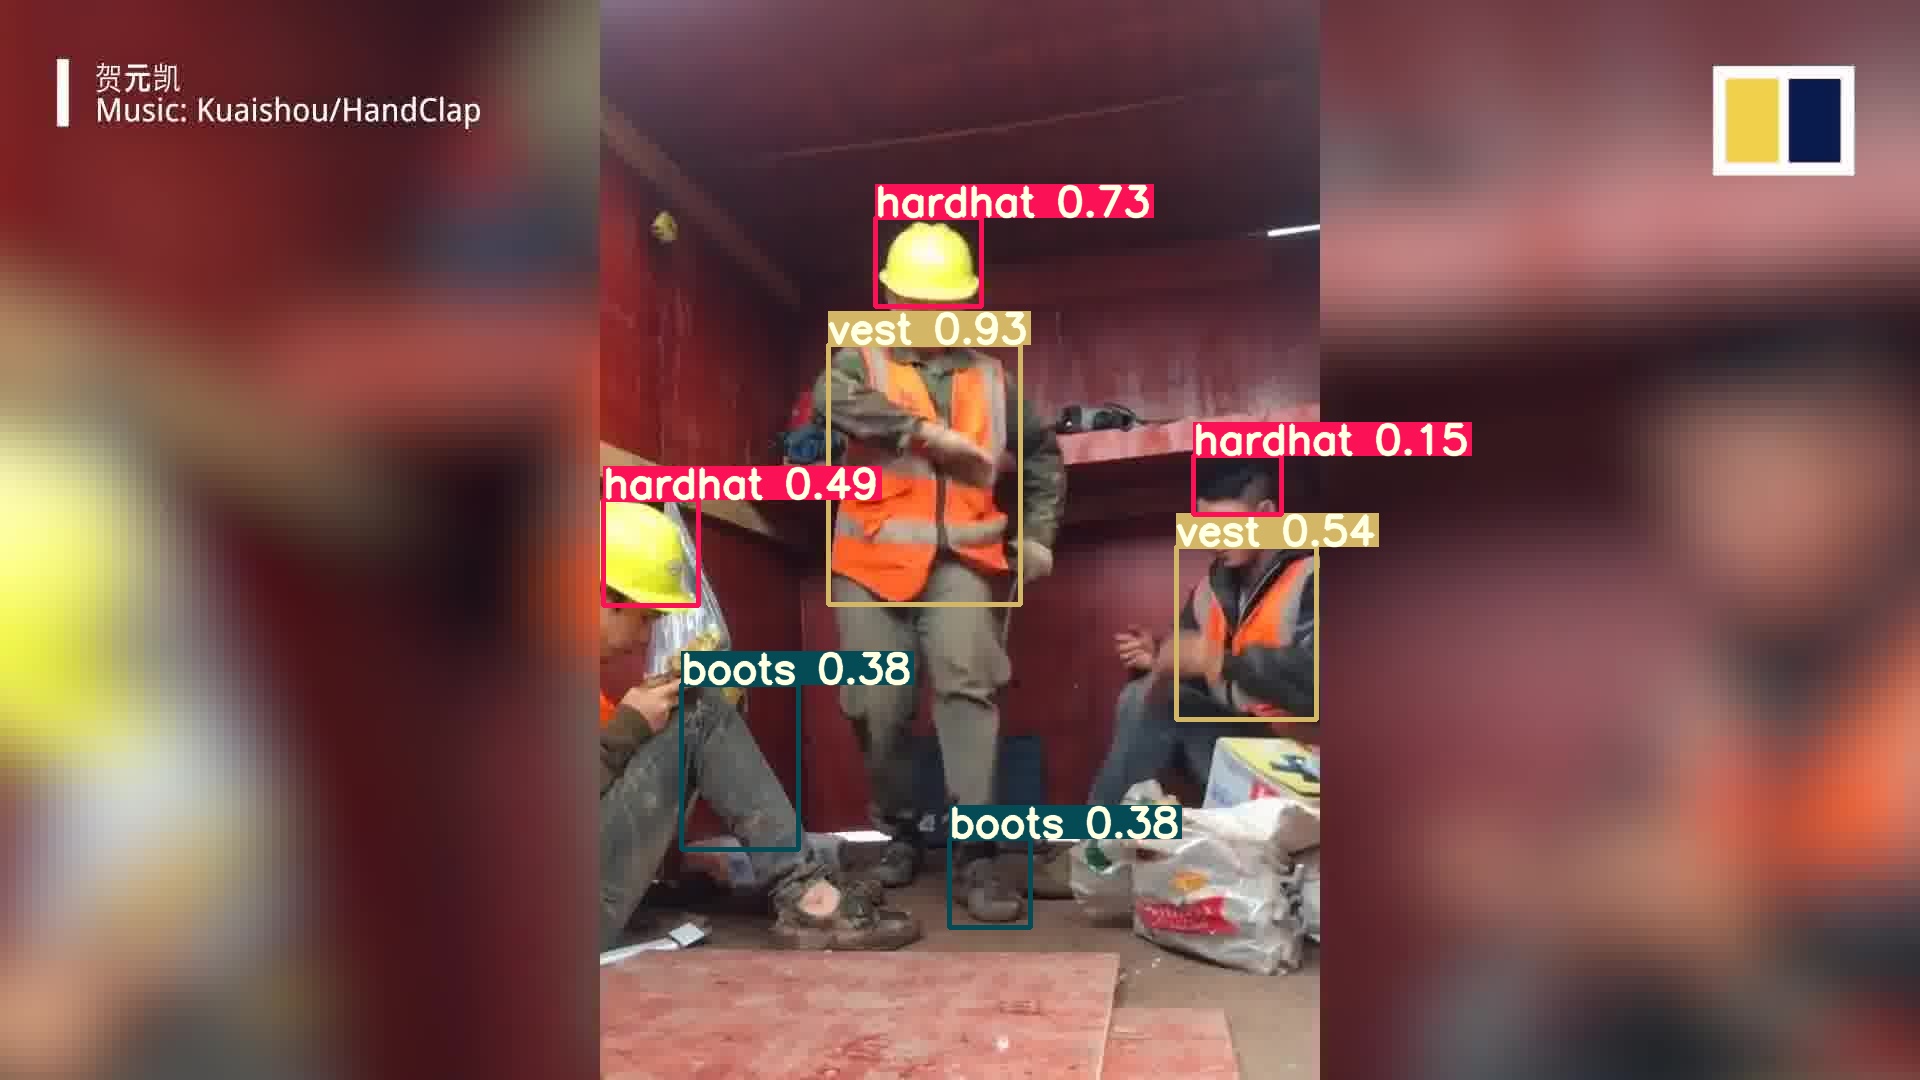 贺元凯
Music: Kuaishou/HandClap
hardhat 0.73
vest 0.93
hardhat 0.15
hardhat 0.49
vest 0.54
boots 0.38
boots 0.38